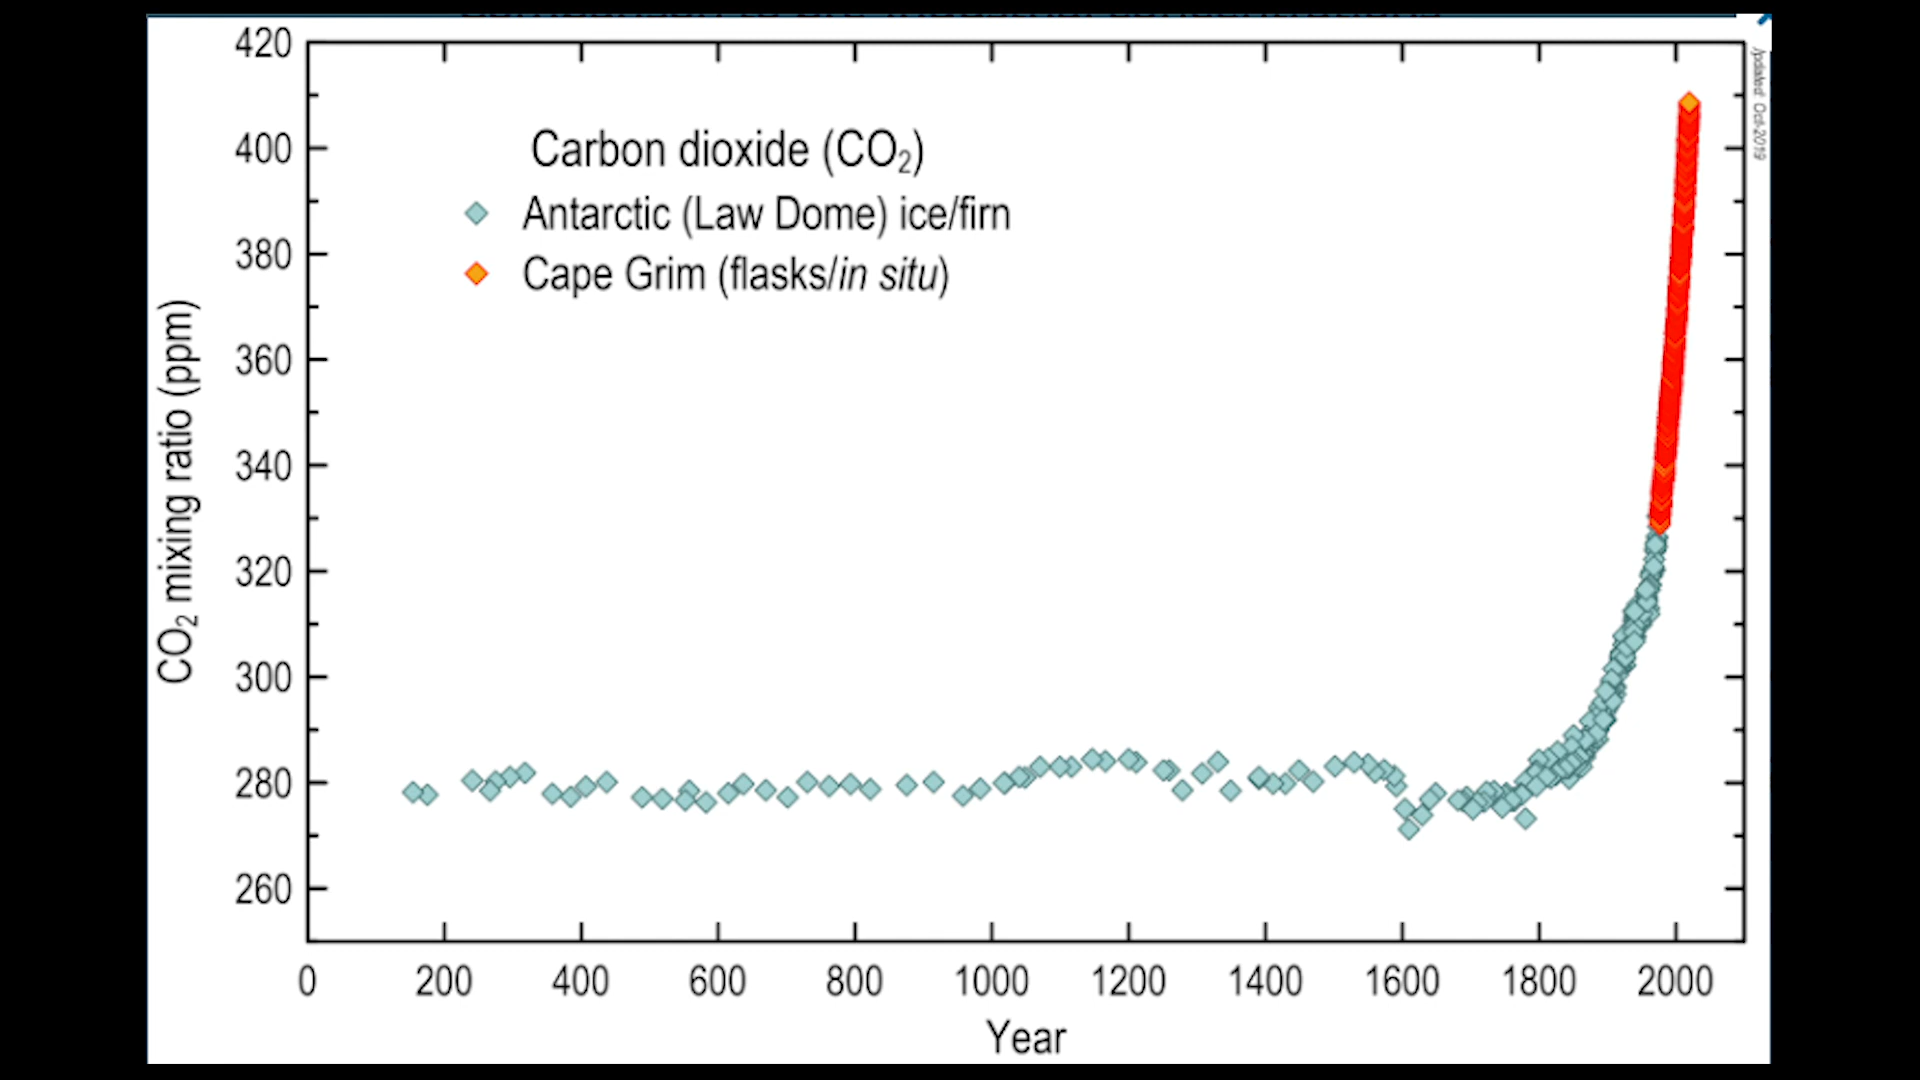 420
400
380
360
340
320
300
280
260
CO₂ mixing ratio (ppm)
Carbon dioxide (CO₂)
Antarctic (Law Dome) ice/firn
Cape Grim (flasks/in situ)
0 200 400 600 800 1000 1200 1400 1600 1800 2000
Year
Oct-2019